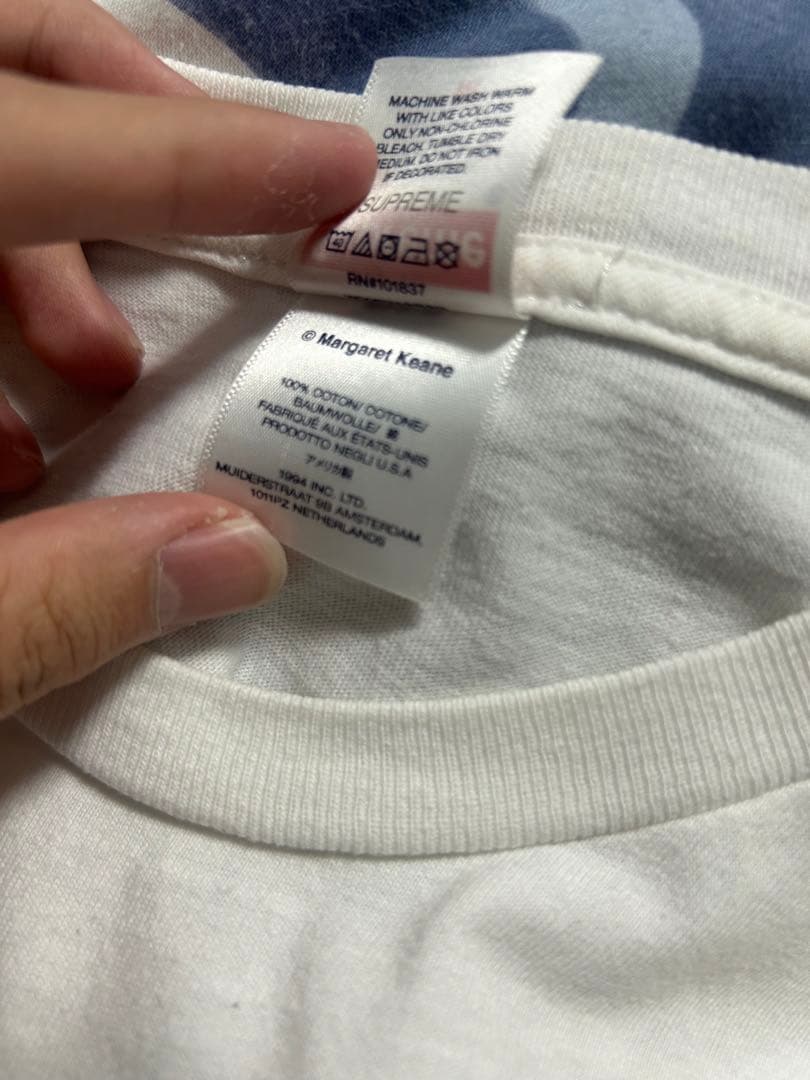 MACHINE WASH WARM
WITH LIKE COLORS
ONLY NON-CHLORINE
BLEACH. TUMBLE DRY
MEDIUM. DO NOT IRON
IF DECORATED.
SUPREME
40
RN#101837
© Margaret Keane
100% COTON/ COTONE/
BAUMWOLLE/ 綿
FABRIQUÉ AUX ÉTATS-UNIS
PRODOTTO NEGLI U.S.A
アメリカ製
1994 INC. LTD.
MUIDERSTRAAT 9B AMSTERDAM,
1011PZ NETHERLANDS